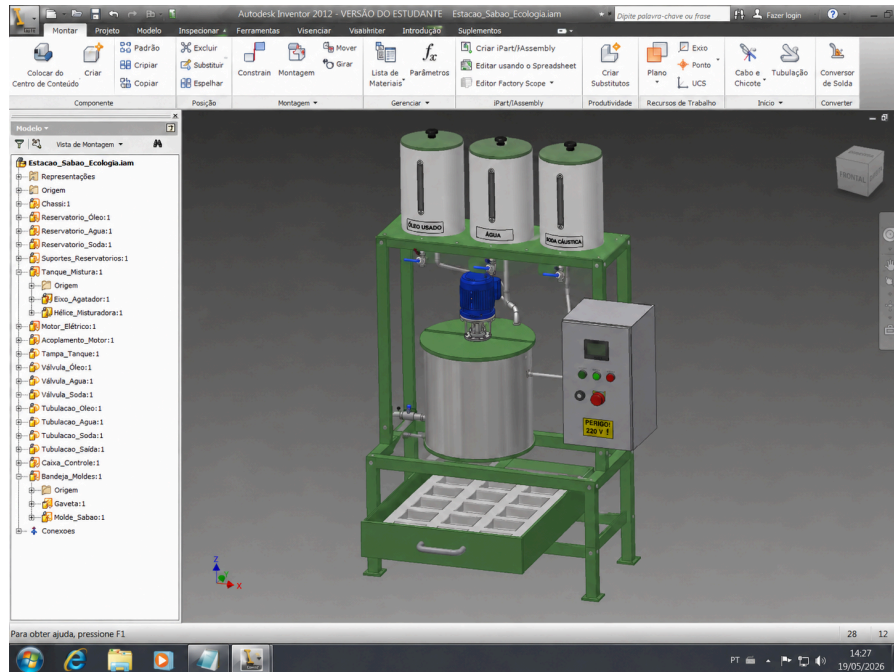 Autodesk Inventor 2012 - VERSÃO DO ESTUDANTE Estacao_Sabao_Ecologia.iam
Digite palavra-chave ou frase
Fazer login
Montar Projeto Modelo Inspecionar Ferramentas Visenciar Introdução Suplementos
Colocar do
Centro de Conteúdo
Criar
Padrão
Cripiar
Copiar
Componente
Excluir
Substituir
Espelhar
Posição
Constrain
Montagem
Mover
Girar
Montagem
Lista de
Materiais
Parâmetros
Gerenciar
Criar iPart/JAssembly
Editar usando o Spreadsheet
Editor Factory Scope
iPart/JAssembly
Criar
Substitutos
Produtividade
Plano
Exxo
Ponto
UCS
Recursos de Trabalho
Cabo e
Chicote
Tubulação
Início
Conversor
de Solda
Converter
Modelo
Vista de Montagem
Estacao_Sabao_Ecologia.iam
Representações
Origem
Chassi:1
Reservatorio_Óleo:1
Reservatorio_Agua:1
Reservatorio_Soda:1
Suportes_Reservatorios:1
Tanque_Mistura:1
Origem
Eixo_Agatador:1
Hélice_Misturadora:1
Motor_Elétrico:1
Acoplamento_Motor:1
Tampa_Tanque:1
Válvula_Óleo:1
Válvula_Agua:1
Válvula_Soda:1
Tubulacao_Oleo:1
Tubulacao_Agua:1
Tubulacao_Soda:1
Tubulacao_Saída:1
Caixa_Controle:1
Bandeja_Moldes:1
Origem
Gaveta:1
Molde_Sabao:1
Conexoes
ÓLEO USADO
ÁGUA
SODA CÁUSTICA
FRONTAL
PERIGO!
220 V !
Z
Y
X
Para obter ajuda, pressione F1
28 12
PT
14:27
19/05/2026